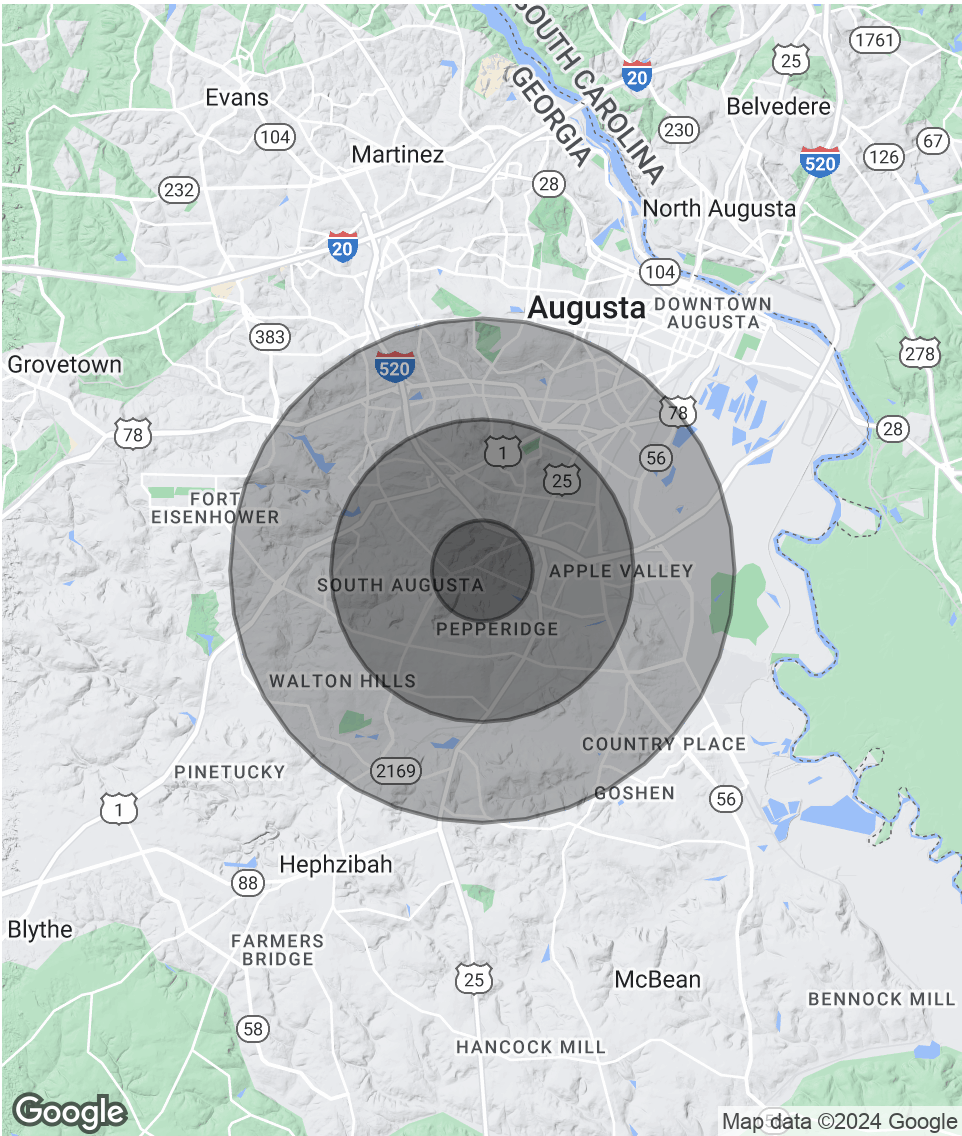 SOUTH CAROLINA
GEORGIA
1761
25
20
Evans
Belvedere
104
230
67
Martinez
126
520
28
232
North Augusta
20
104
Augusta
DOWNTOWN
AUGUSTA
383
278
Grovetown
520
78
78
28
1
56
25
FORT
EISENHOWER
APPLE VALLEY
SOUTH AUGUSTA
PEPPERIDGE
WALTON HILLS
COUNTRY PLACE
PINETUCKY
2169
GOSHEN
56
1
Hephzibah
88
Blythe
FARMERS
BRIDGE
25
McBean
BENNOCK MILL
58
HANCOCK MILL
Google
Map data ©2024 Google